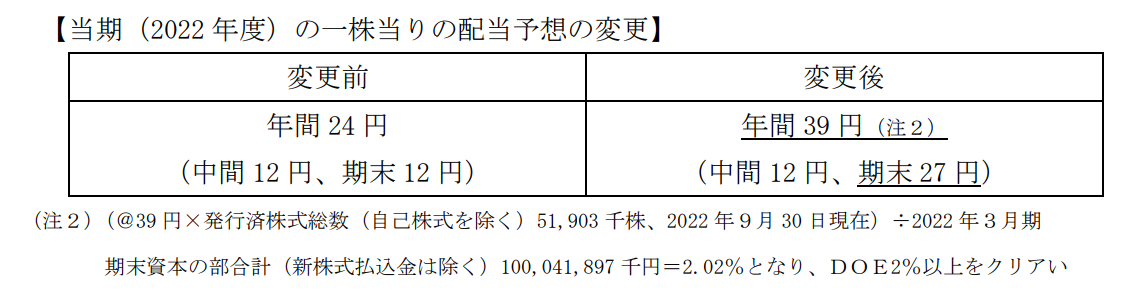 【当期（2022 年度）の一株当りの配当予想の変更】
変更前
変更後
年間 24 円
（中間 12 円、期末 12 円）
年間 39 円（注２）
（中間 12 円、期末 27 円）
（注２）（＠39 円×発行済株式総数（自己株式を除く）51,903 千株、2022 年９月 30 日現在）÷2022 年３月期
期末資本の部合計（新株式払込金は除く）100,041,897 千円＝2.02％となり、ＤＯＥ2％以上をクリアい